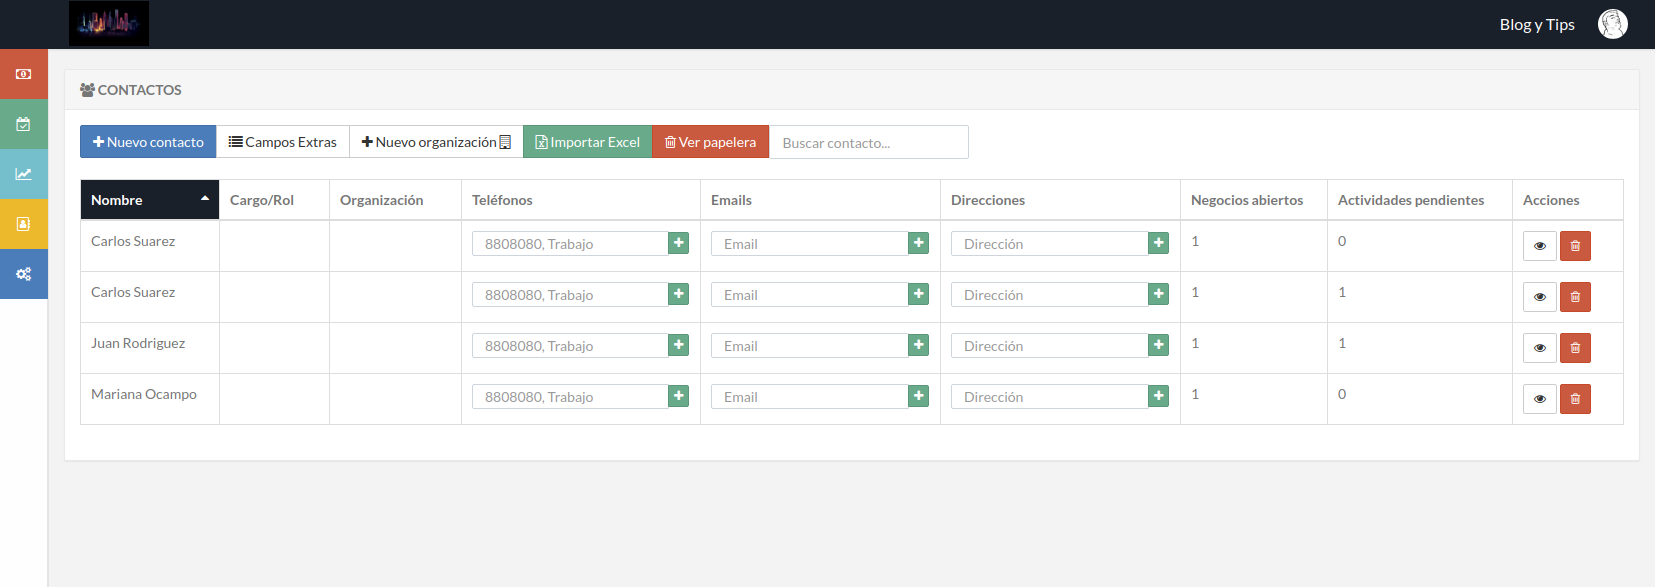 Blog y Tips
CONTACTOS
Nuevo contacto Campos Extras Nuevo organización Importar Excel Ver papelera Buscar contacto...
Nombre Cargo/Rol Organización Teléfonos Emails Direcciones Negocios abiertos Actividades pendientes Acciones
Carlos Suarez 8808080, Trabajo Email Dirección 1 0
Carlos Suarez 8808080, Trabajo Email Dirección 1 1
Juan Rodriguez 8808080, Trabajo Email Dirección 1 1
Mariana Ocampo 8808080, Trabajo Email Dirección 1 0